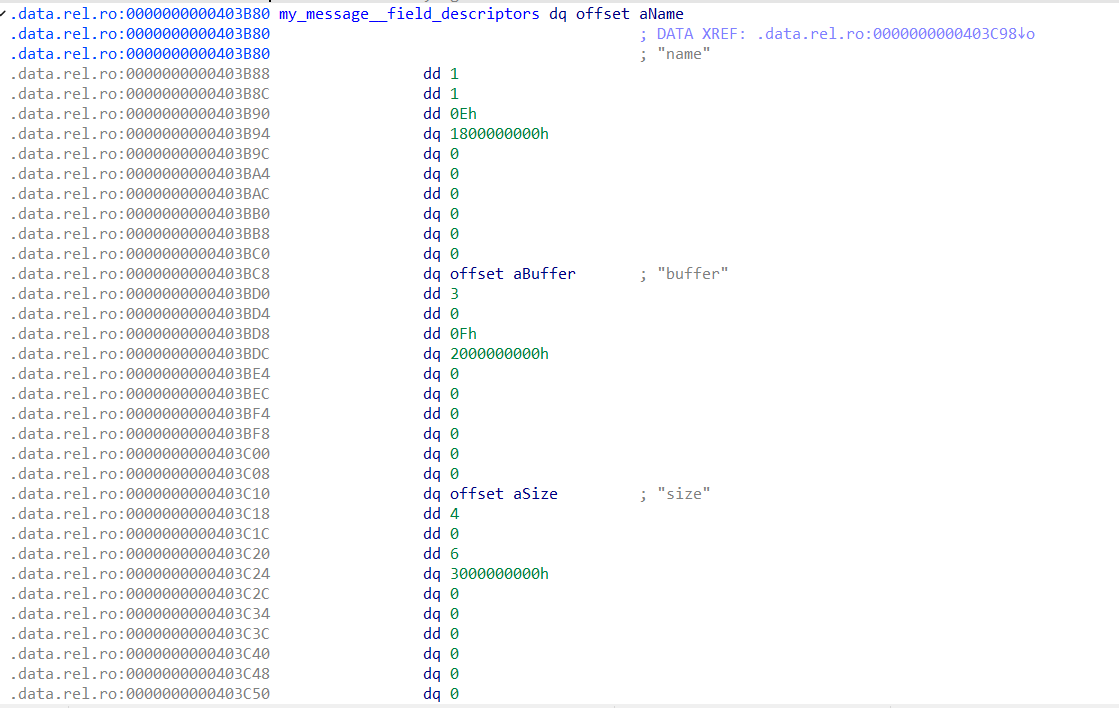 .data.rel.ro:0000000000403B80 my_message__field_descriptors dq offset aName
.data.rel.ro:0000000000403B80 ; DATA XREF: .data.rel.ro:0000000000403C98↓o
.data.rel.ro:0000000000403B80 ; "name"
.data.rel.ro:0000000000403B88 dd 1
.data.rel.ro:0000000000403B8C dd 1
.data.rel.ro:0000000000403B90 dd 0Eh
.data.rel.ro:0000000000403B94 dq 1800000000h
.data.rel.ro:0000000000403B9C dq 0
.data.rel.ro:0000000000403BA4 dq 0
.data.rel.ro:0000000000403BAC dd 0
.data.rel.ro:0000000000403BB0 dq 0
.data.rel.ro:0000000000403BB8 dq 0
.data.rel.ro:0000000000403BC0 dq 0
.data.rel.ro:0000000000403BC8 dq offset aBuffer ; "buffer"
.data.rel.ro:0000000000403BD0 dd 3
.data.rel.ro:0000000000403BD4 dd 0
.data.rel.ro:0000000000403BD8 dd 0Fh
.data.rel.ro:0000000000403BDC dq 2000000000h
.data.rel.ro:0000000000403BE4 dq 0
.data.rel.ro:0000000000403BEC dq 0
.data.rel.ro:0000000000403BF4 dd 0
.data.rel.ro:0000000000403BF8 dq 0
.data.rel.ro:0000000000403C00 dq 0
.data.rel.ro:0000000000403C08 dq 0
.data.rel.ro:0000000000403C10 dq offset aSize ; "size"
.data.rel.ro:0000000000403C18 dd 4
.data.rel.ro:0000000000403C1C dd 0
.data.rel.ro:0000000000403C20 dd 6
.data.rel.ro:0000000000403C24 dq 3000000000h
.data.rel.ro:0000000000403C2C dq 0
.data.rel.ro:0000000000403C34 dq 0
.data.rel.ro:0000000000403C3C dd 0
.data.rel.ro:0000000000403C40 dq 0
.data.rel.ro:0000000000403C48 dq 0
.data.rel.ro:0000000000403C50 dq 0